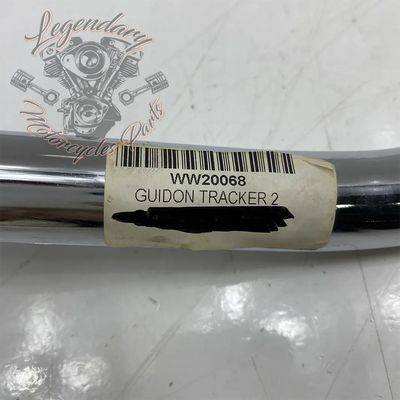 Legendary
Motorcycles Parts
WW20068
GUIDON TRACKER 2